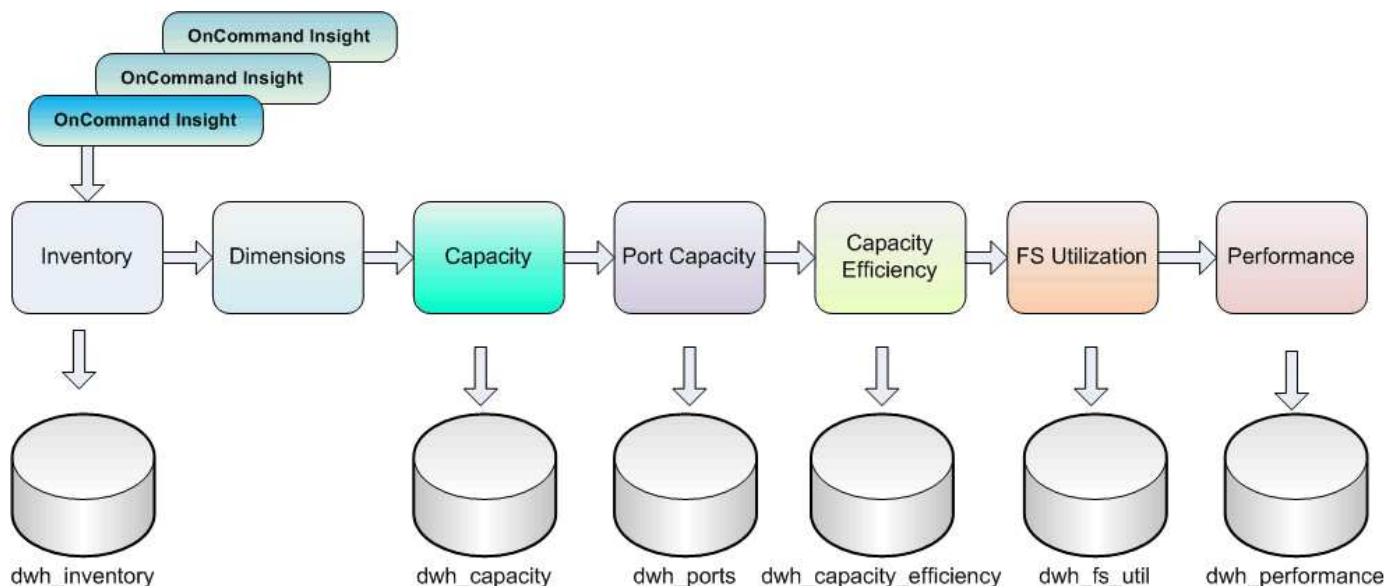 OnCommand Insight
OnCommand Insight
OnCommand Insight
Inventory
Dimensions
Capacity
Port Capacity
Capacity
Efficiency
FS Utilization
Performance
dwh_inventory
dwh_capacity
dwh_ports
dwh_capacity_efficiency
dwh_fs_util
dwh_performance